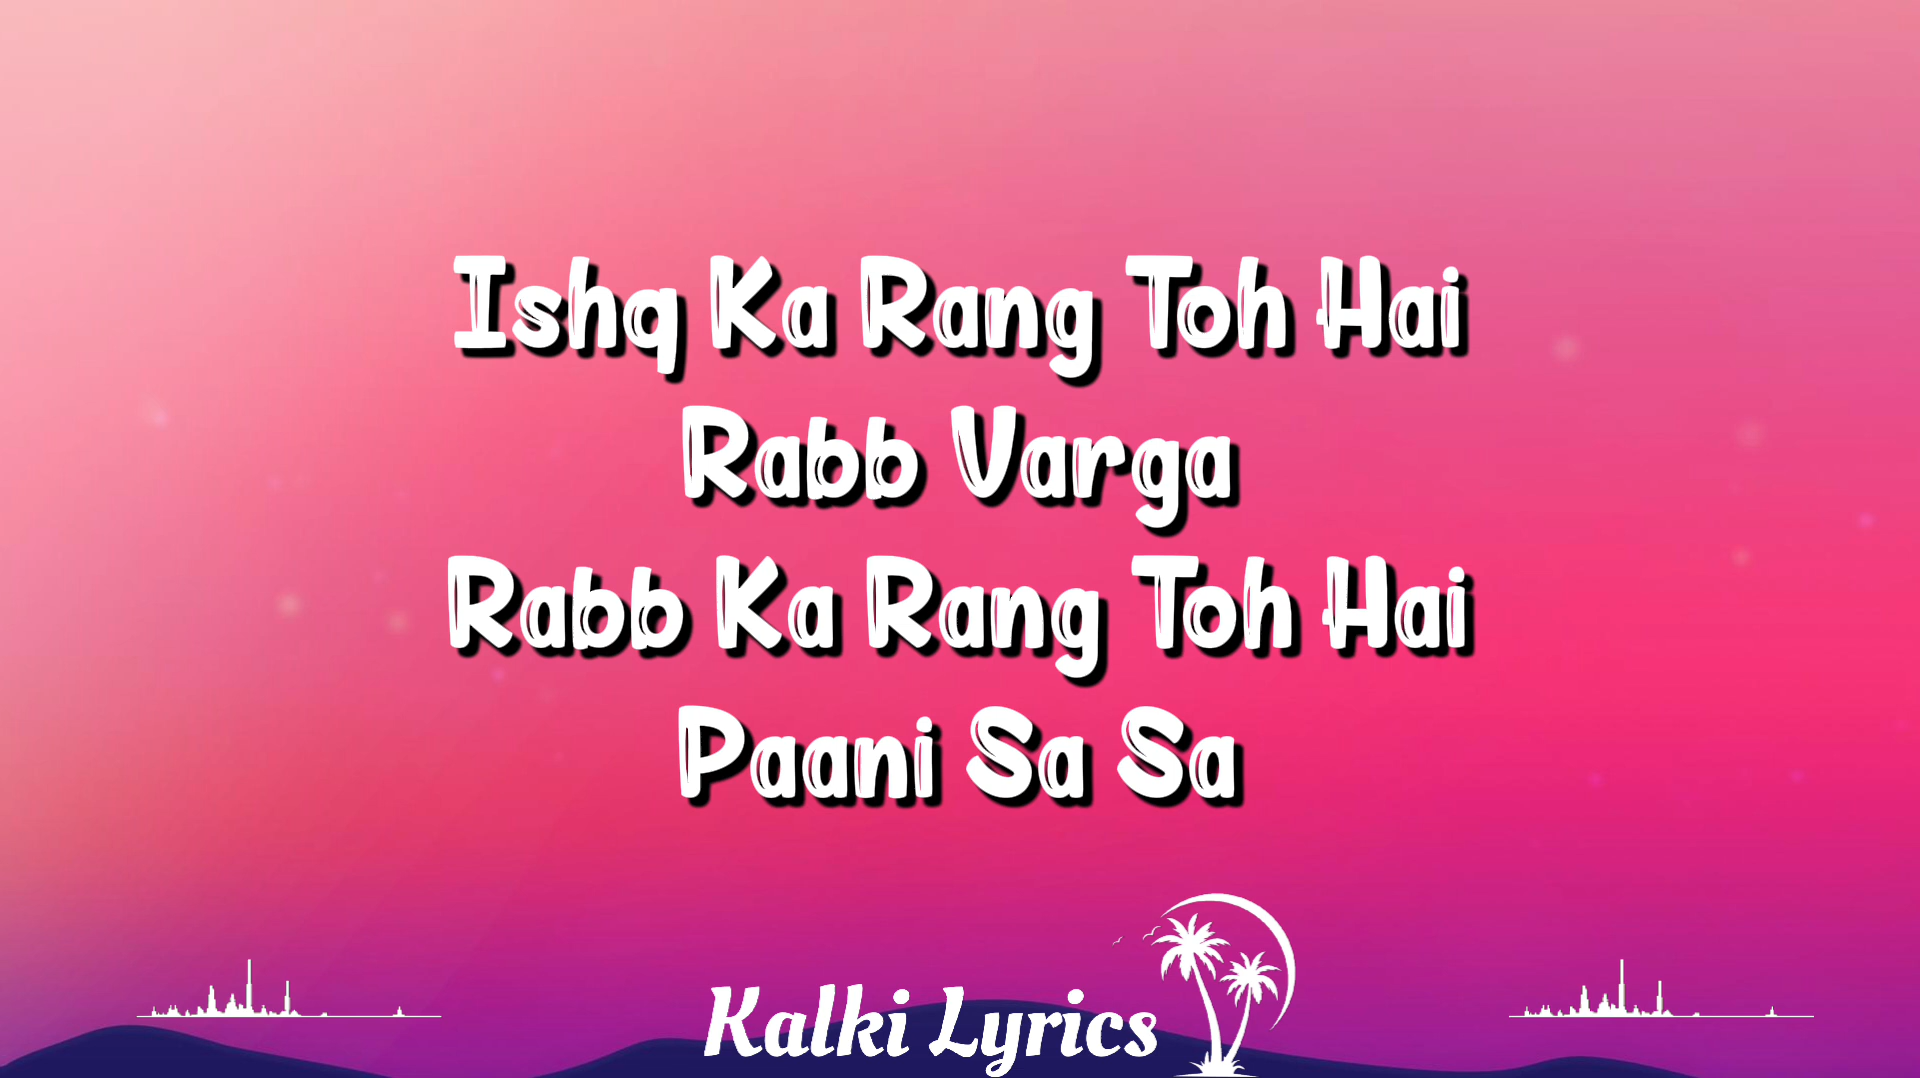 Ishq Ka Rang Toh Hai
Rabb Varga
Rabb Ka Rang Toh Hai
Paani Sa Sa
Kalki Lyrics